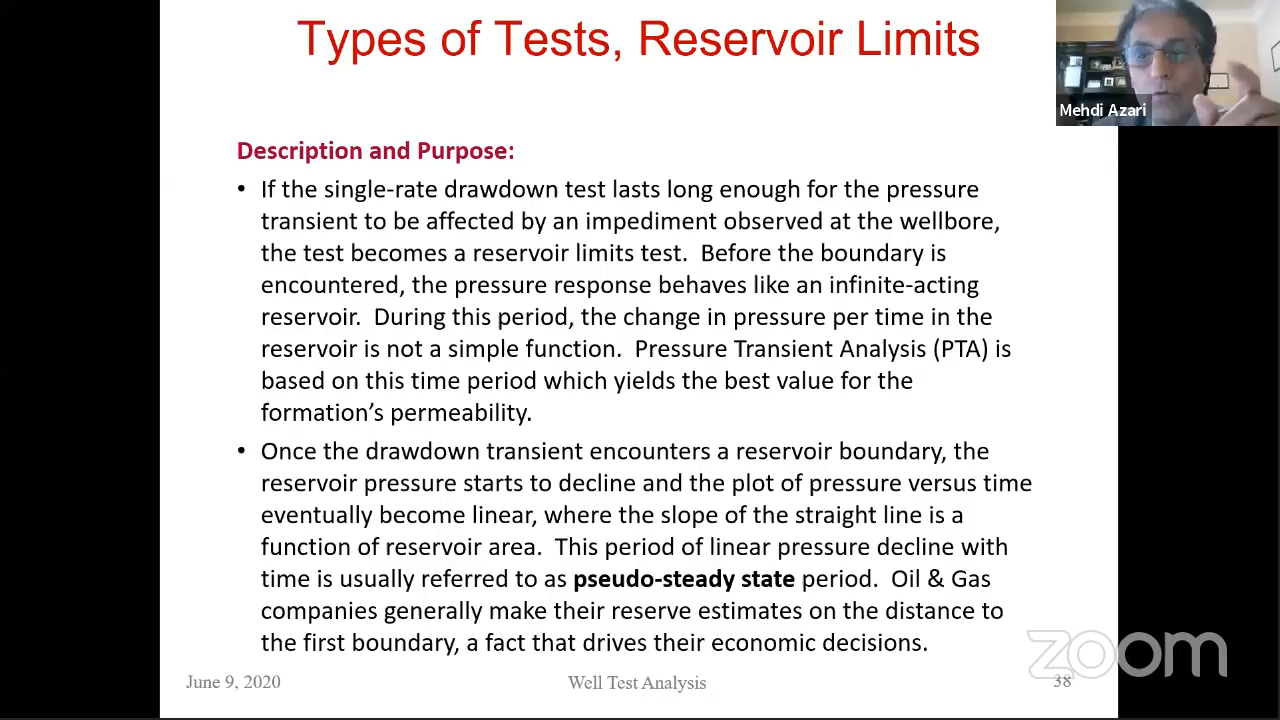 Types of Tests, Reservoir Limits
Mehdi Azari
Description and Purpose:
• If the single-rate drawdown test lasts long enough for the pressure
transient to be affected by an impediment observed at the wellbore,
the test becomes a reservoir limits test.  Before the boundary is
encountered, the pressure response behaves like an infinite-acting
reservoir.  During this period, the change in pressure per time in the
reservoir is not a simple function.  Pressure Transient Analysis (PTA) is
based on this time period which yields the best value for the
formation’s permeability.
• Once the drawdown transient encounters a reservoir boundary, the
reservoir pressure starts to decline and the plot of pressure versus time
eventually become linear, where the slope of the straight line is a
function of reservoir area.  This period of linear pressure decline with
time is usually referred to as pseudo-steady state period.  Oil & Gas
companies generally make their reserve estimates on the distance to
the first boundary, a fact that drives their economic decisions.
zoom
June 9, 2020
Well Test Analysis
38